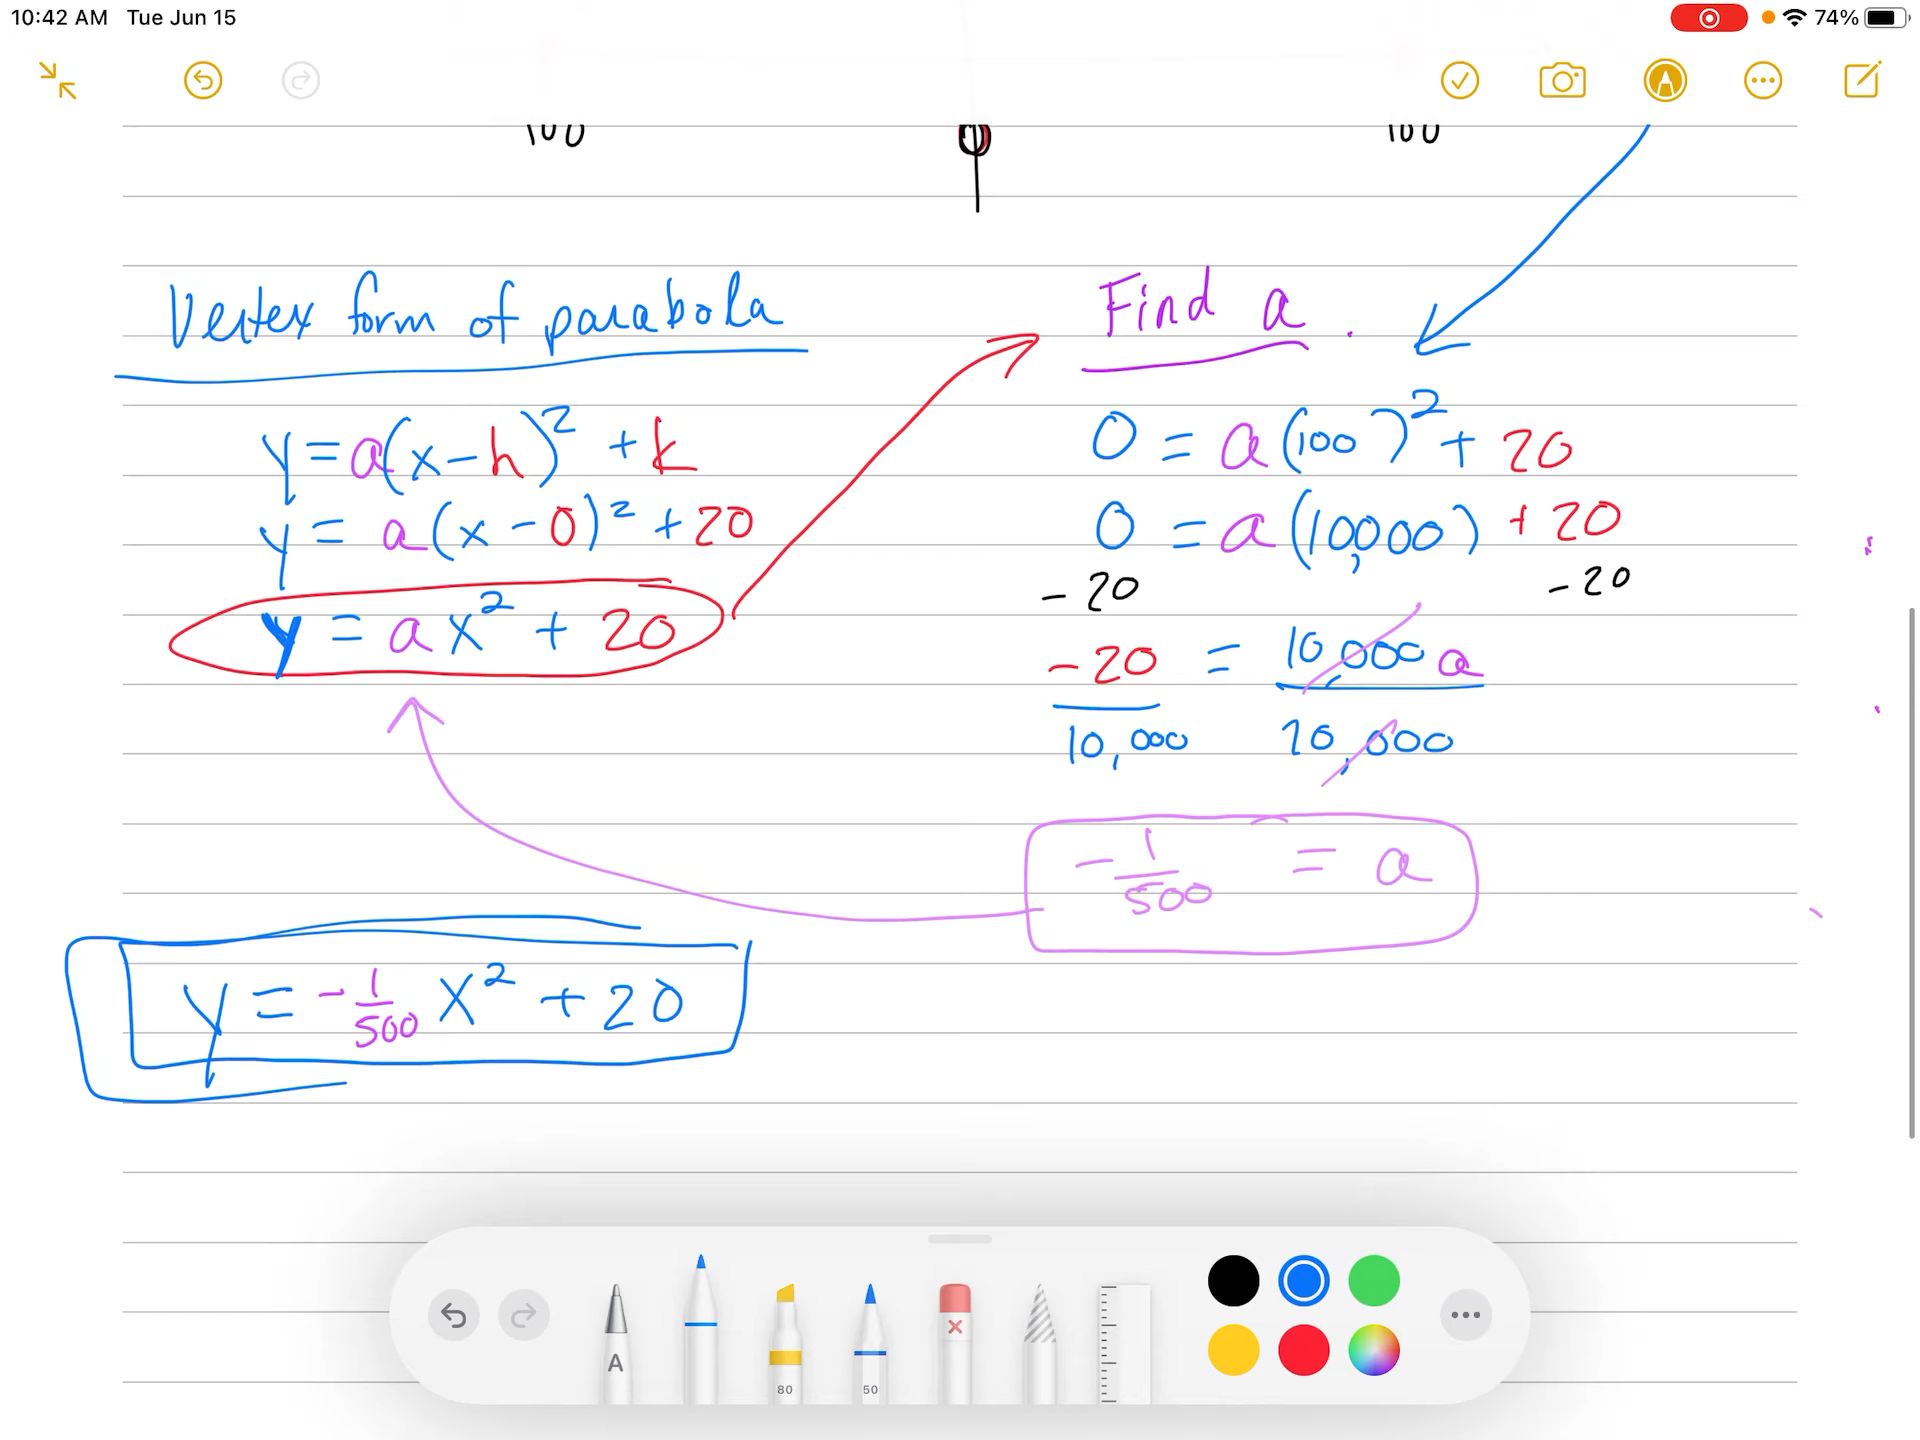 10:42 AM Tue Jun 15 74%
100 0 100
Vertex form of parabola
y = a(x-h)² + k
y = a(x-0)² + 20
y = ax² + 20
Find a.
0 = a(100)² + 20
0 = a(10,000) + 20
-20 -20
-20 = 10,000a
10,000 10,000
-1/500 = a
y = -1/500 x² + 20
A 80 50